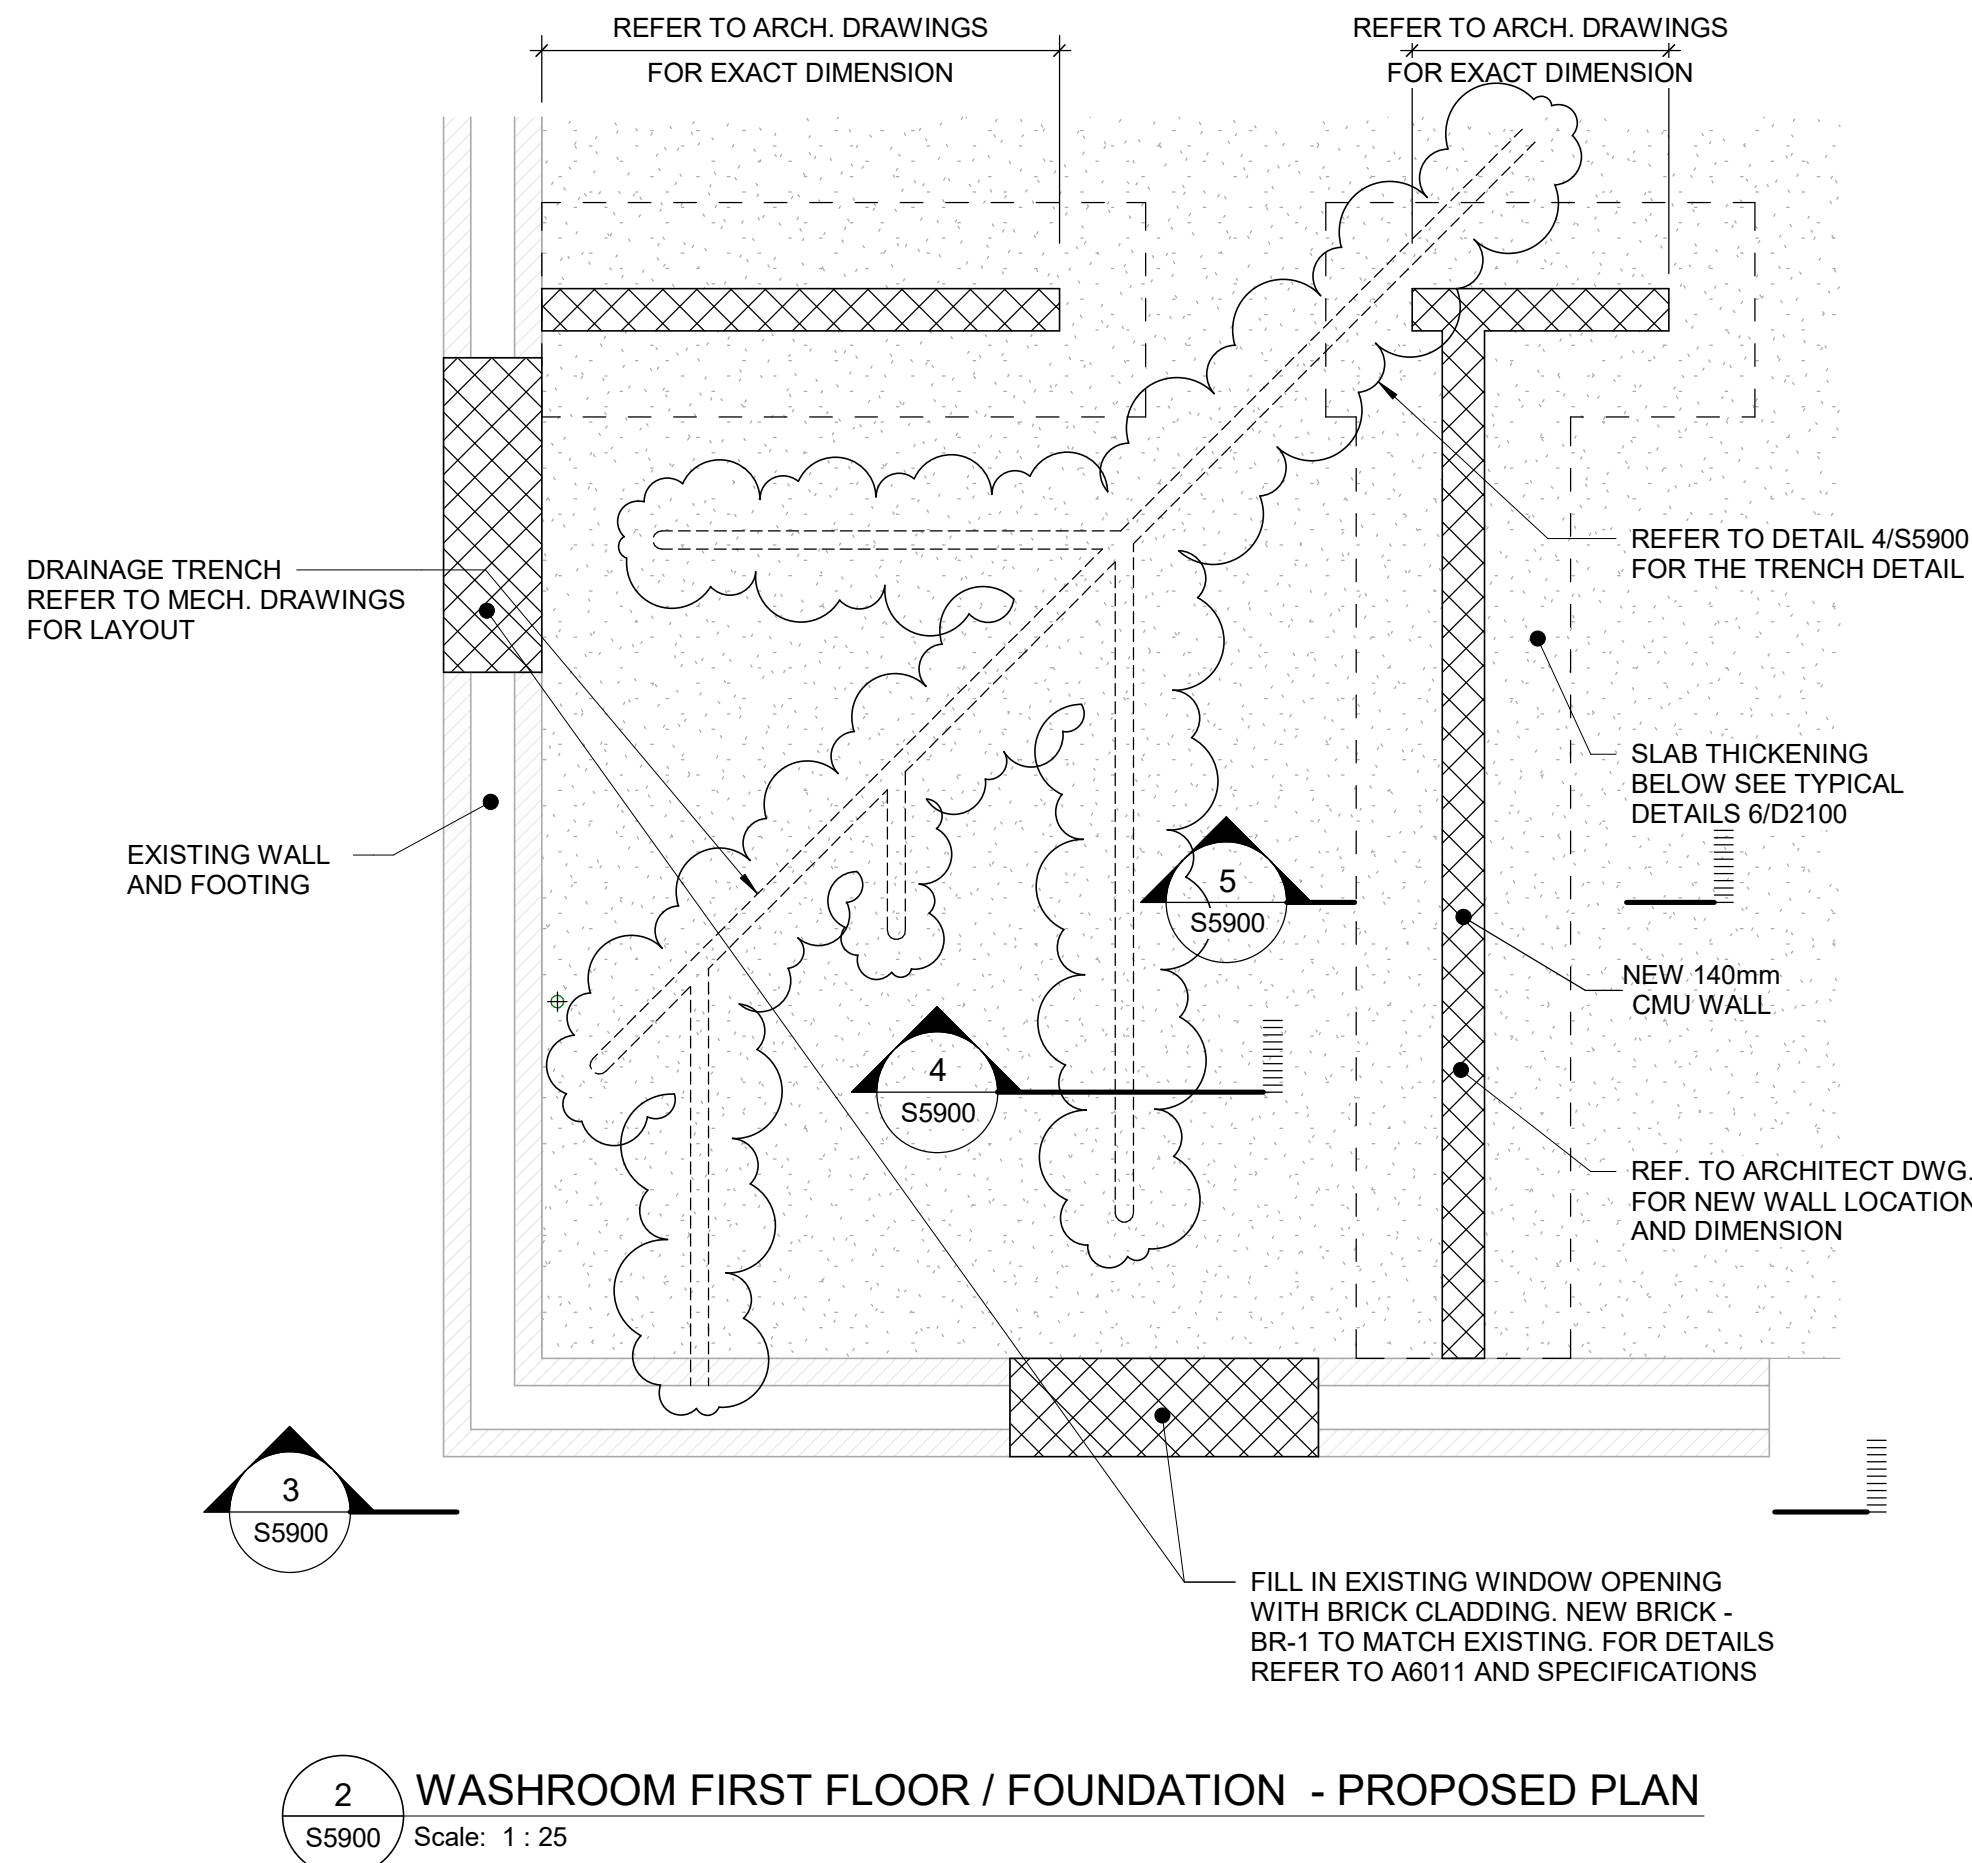 REFER TO ARCH. DRAWINGS
FOR EXACT DIMENSION
REFER TO ARCH. DRAWINGS
FOR EXACT DIMENSION
DRAINAGE TRENCH
REFER TO MECH. DRAWINGS
FOR LAYOUT
REFER TO DETAIL 4/S5900
FOR THE TRENCH DETAIL
SLAB THICKENING
BELOW SEE TYPICAL
DETAILS 6/D2100
EXISTING WALL
AND FOOTING
5
S5900
NEW 140mm
CMU WALL
4
S5900
REF. TO ARCHITECT DWG.
FOR NEW WALL LOCATION
AND DIMENSION
3
S5900
FILL IN EXISTING WINDOW OPENING
WITH BRICK CLADDING. NEW BRICK -
BR-1 TO MATCH EXISTING. FOR DETAILS
REFER TO A6011 AND SPECIFICATIONS
2
S5900
WASHROOM FIRST FLOOR / FOUNDATION - PROPOSED PLAN
Scale: 1 : 25